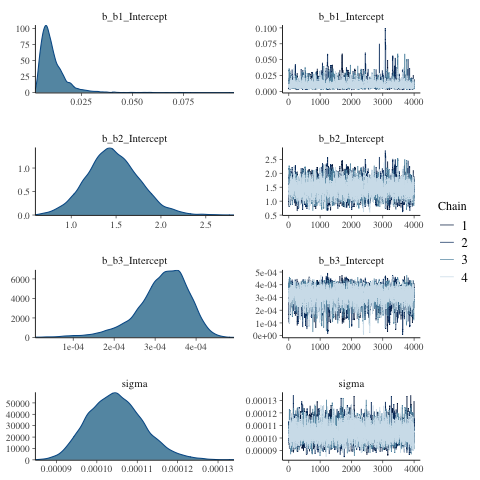 b_b1_Intercept
100
75
50
25
0
0.025 0.050 0.075
b_b1_Intercept
0.100
0.075
0.050
0.025
0.000
0 1000 2000 3000 4000
b_b2_Intercept
1.0
0.5
0.0
1.0 1.5 2.0 2.5
b_b2_Intercept
2.5
2.0
1.5
1.0
0.5
0 1000 2000 3000 4000
b_b3_Intercept
6000
4000
2000
0
1e-04 2e-04 3e-04 4e-04
b_b3_Intercept
5e-04
4e-04
3e-04
2e-04
1e-04
0e+00
0 1000 2000 3000 4000
sigma
50000
40000
30000
20000
10000
0
0.00009 0.00010 0.00011 0.00012 0.00013
sigma
0.00013
0.00012
0.00011
0.00010
0.00009
0 1000 2000 3000 4000
Chain
1
2
3
4